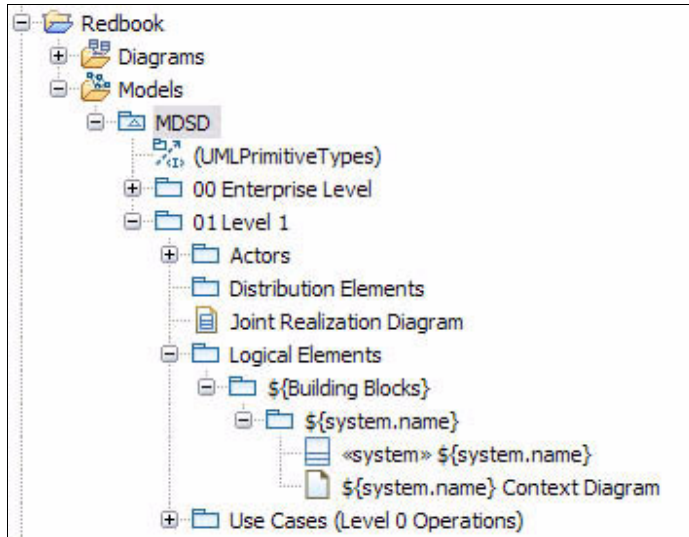 Redbook
Diagrams
Models
MDSD
(UMLPrimitiveTypes)
00 Enterprise Level
01 Level 1
Actors
Distribution Elements
Joint Realization Diagram
Logical Elements
${Building Blocks}
${system.name}
«system» ${system.name}
${system.name} Context Diagram
Use Cases (Level 0 Operations)